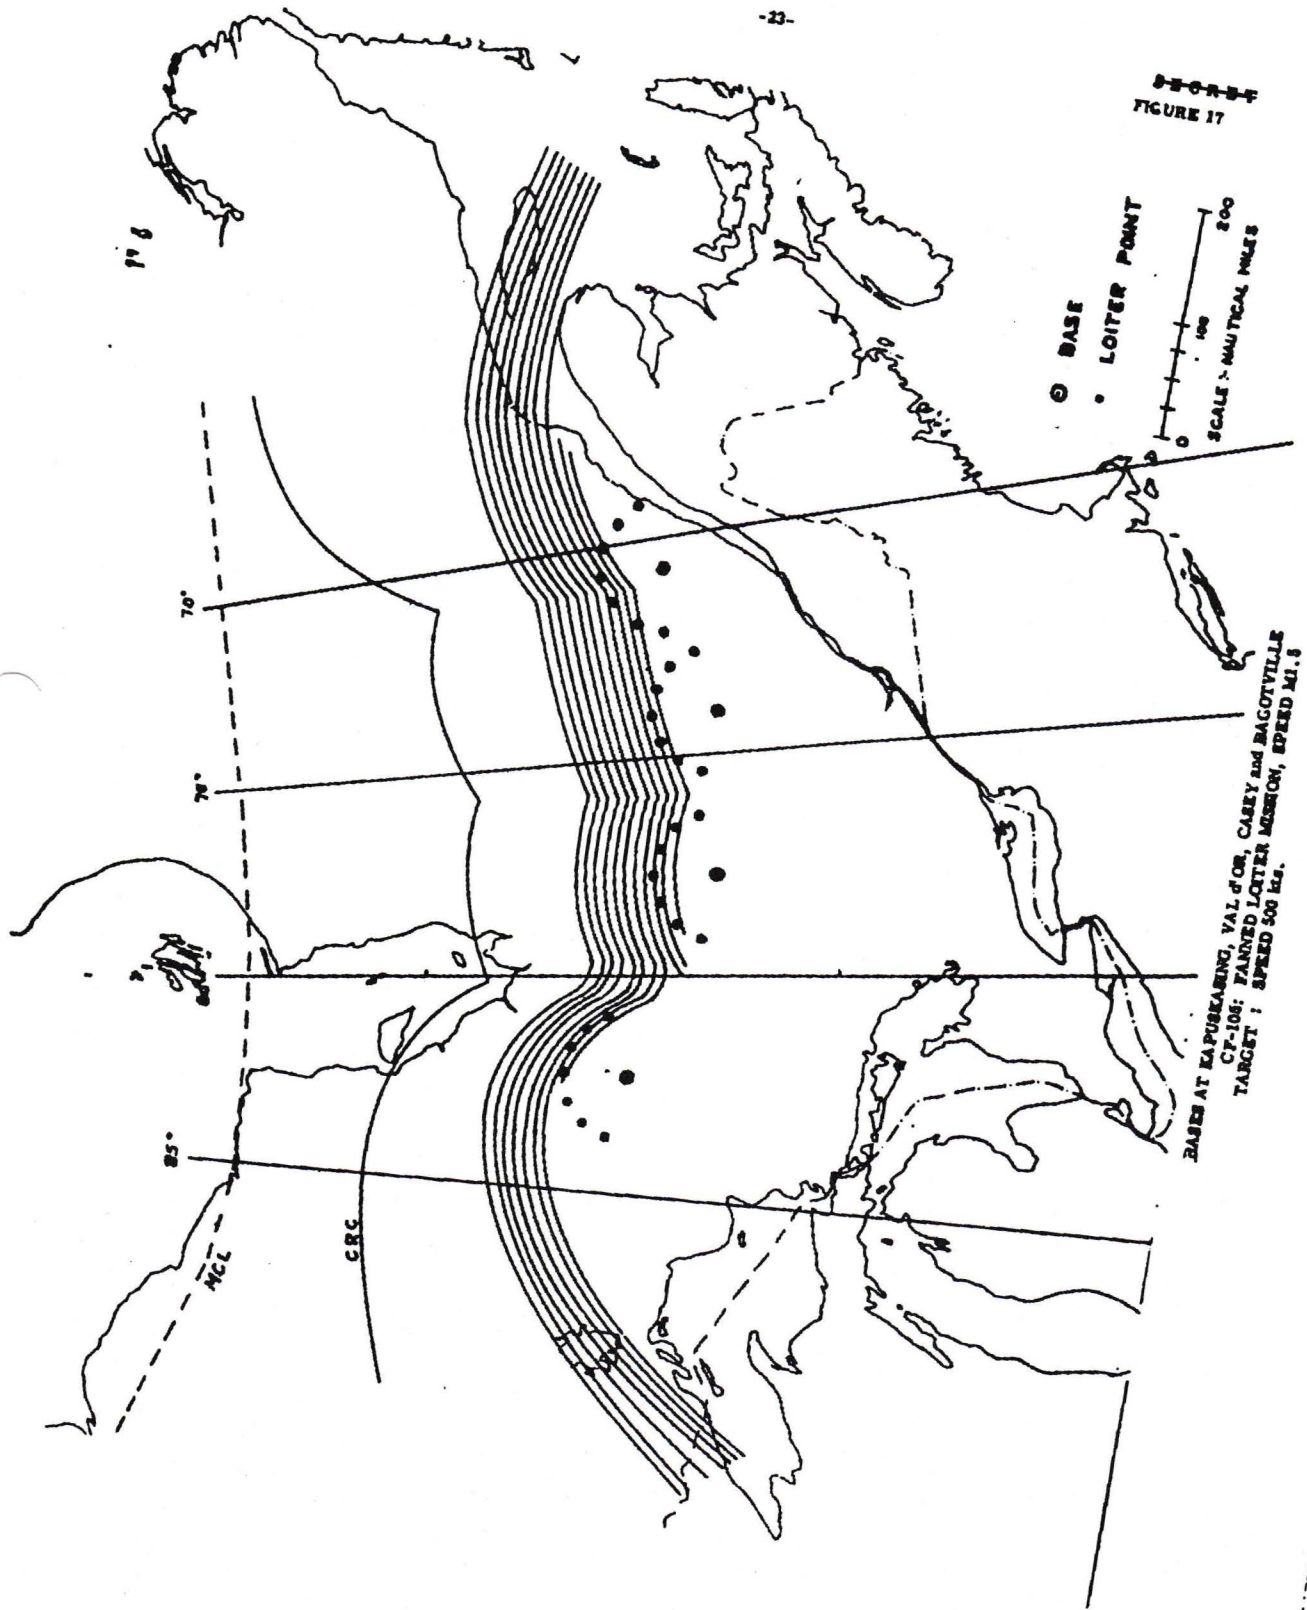 -23-
SECRET
FIGURE 17
BASE
LOITER POINT
0 100 200
SCALE :- NAUTICAL MILES
70°
75°
85°
MCL
CRC
BASES AT KAPUSKASING, VAL d'OR, CASEY and BAGOTVILLE
CF-105: FANNED LOITER MISSION, SPEED M1.5
TARGET : SPEED 500 kts.